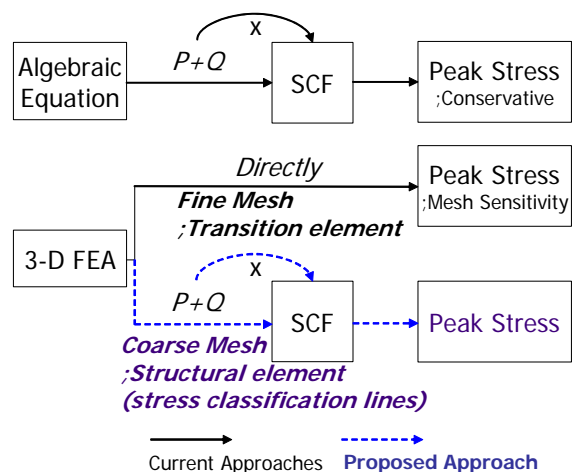 x
P+Q
Algebraic
Equation
SCF
Peak Stress
;Conservative
Directly
Fine Mesh
;Transition element
Peak Stress
;Mesh Sensitivity
3-D FEA
x
P+Q
SCF
Peak Stress
Coarse Mesh
;Structural element
(stress classification lines)
Current Approaches
Proposed Approach